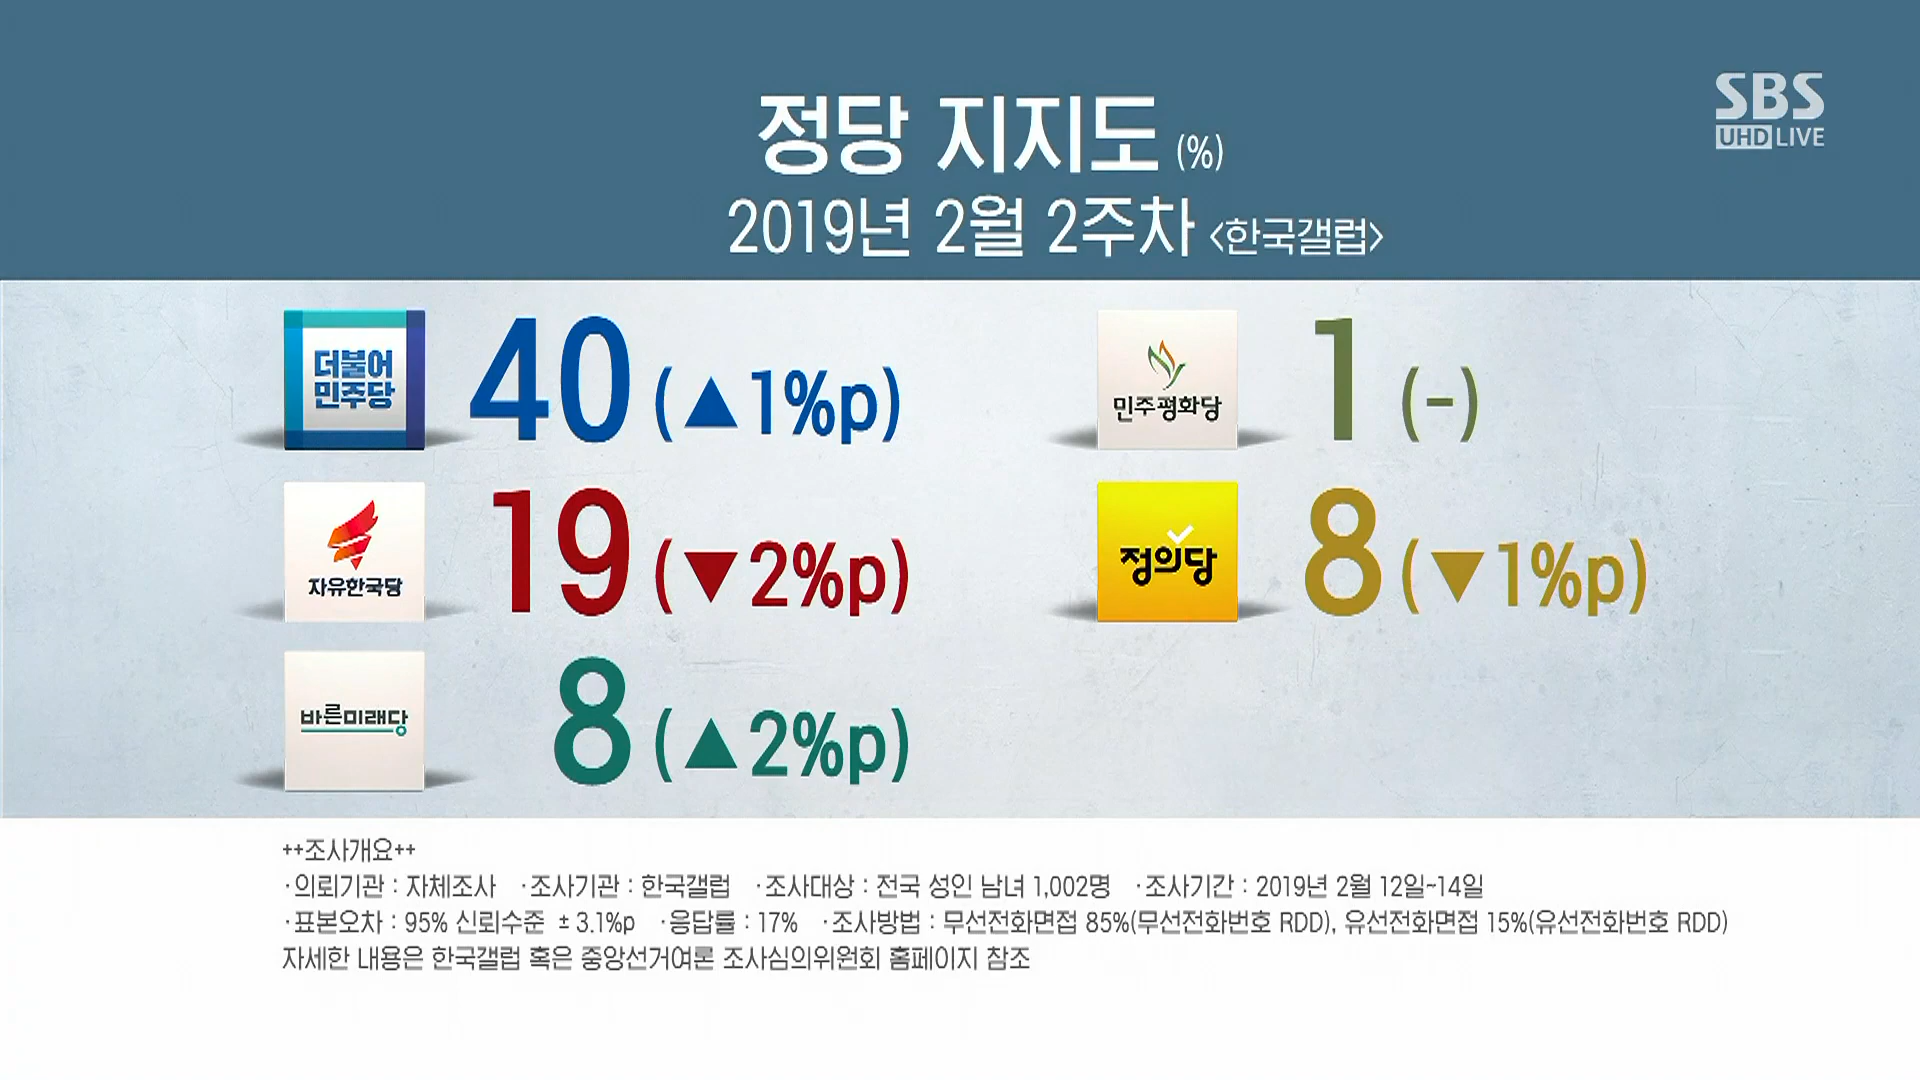 정당 지지도 (%)
SBS
UHD LIVE
2019년 2월 2주차 <한국갤럽>
더불어
민주당
40 (▲1%p)
자유한국당
19 (▼2%p)
바른미래당
8 (▲2%p)
민주평화당
1 (-)
정의당
8 (▼1%p)
++조사개요++
·의뢰기관 : 자체조사 ·조사기관 : 한국갤럽 ·조사대상 : 전국 성인 남녀 1,002명 ·조사기간 : 2019년 2월 12일~14일
·표본오차 : 95% 신뢰수준 ±3.1%p ·응답률 : 17% ·조사방법 : 무선전화면접 85%(무선전화번호 RDD), 유선전화면접 15%(유선전화번호 RDD)
자세한 내용은 한국갤럽 혹은 중앙선거여론 조사심의위원회 홈페이지 참조